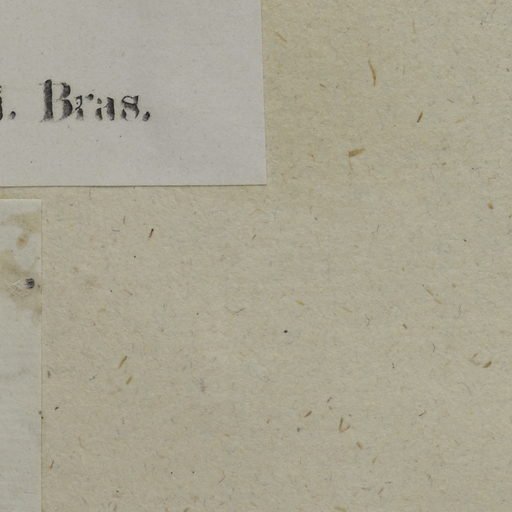 . Bras.